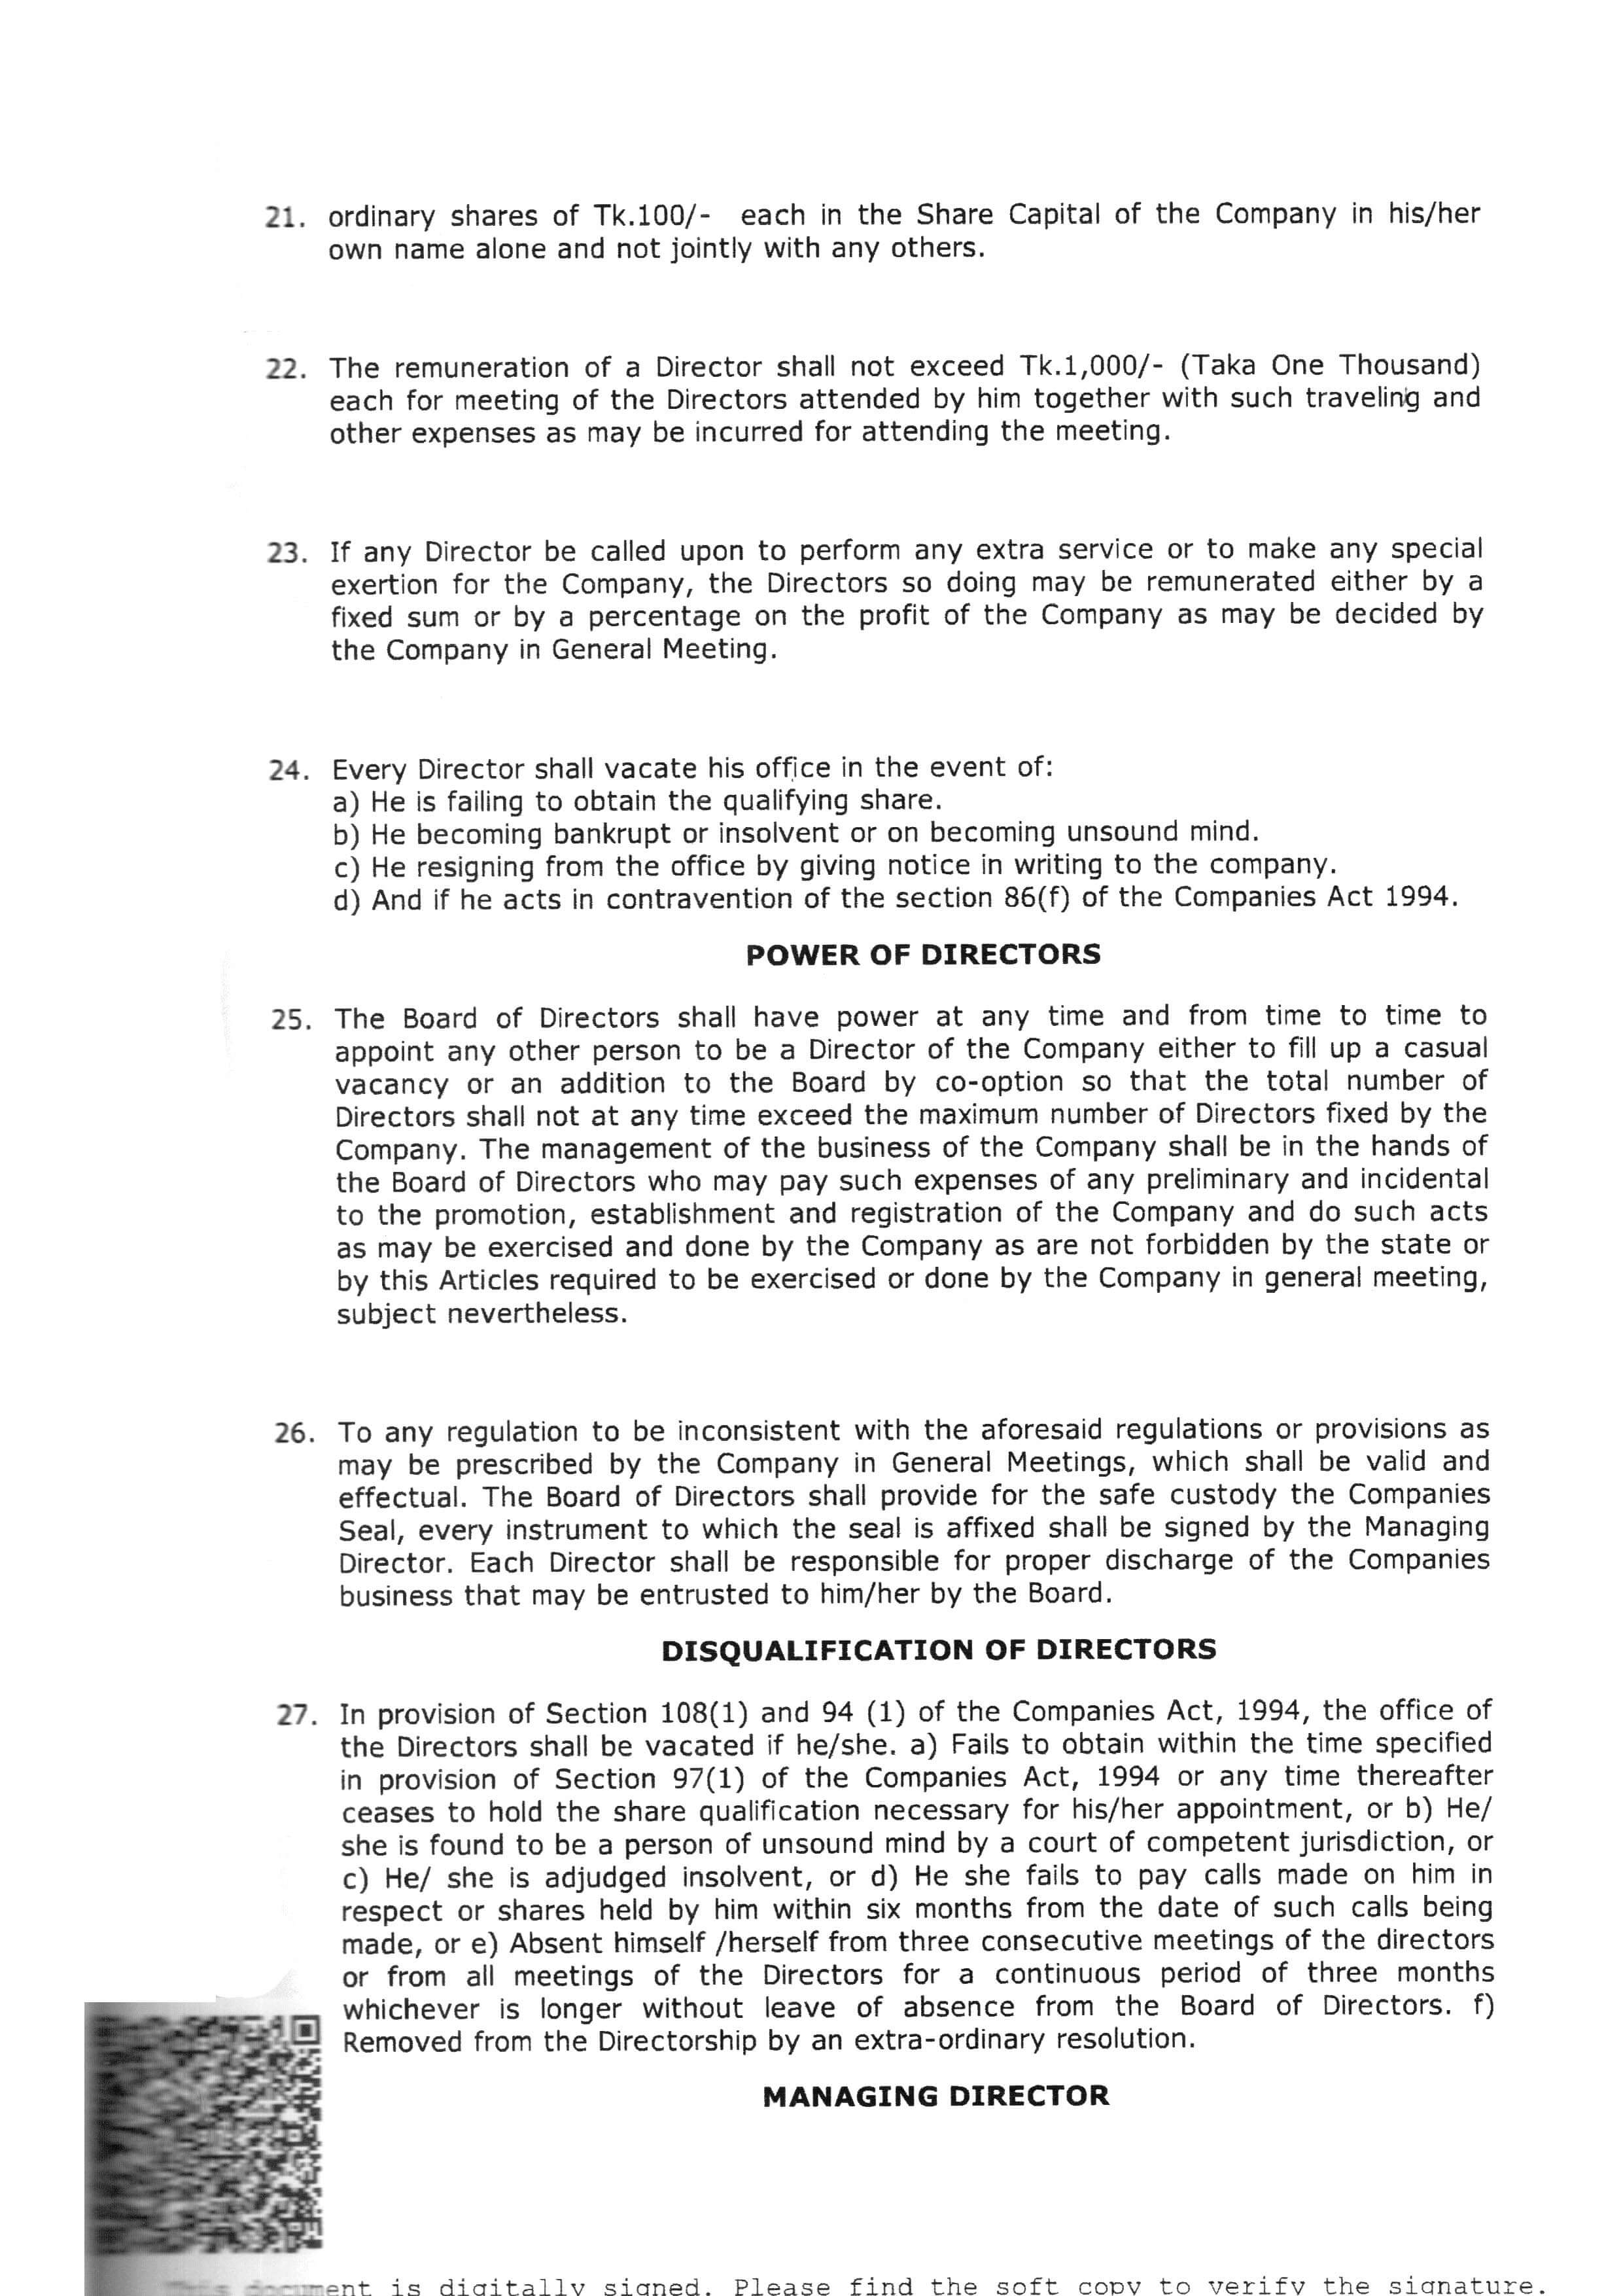 21. ordinary shares of Tk.100/- each in the Share Capital of the Company in his/her
own name alone and not jointly with any others.
22. The remuneration of a Director shall not exceed Tk.1,000/- (Taka One Thousand)
each for meeting of the Directors attended by him together with such traveling and
other expenses as may be incurred for attending the meeting.
23. If any Director be called upon to perform any extra service or to make any special
exertion for the Company, the Directors so doing may be remunerated either by a
fixed sum or by a percentage on the profit of the Company as may be decided by
the Company in General Meeting.
24. Every Director shall vacate his office in the event of:
a) He is failing to obtain the qualifying share.
b) He becoming bankrupt or insolvent or on becoming unsound mind.
c) He resigning from the office by giving notice in writing to the company.
d) And if he acts in contravention of the section 86(f) of the Companies Act 1994.
POWER OF DIRECTORS
25. The Board of Directors shall have power at any time and from time to time to
appoint any other person to be a Director of the Company either to fill up a casual
vacancy or an addition to the Board by co-option so that the total number of
Directors shall not at any time exceed the maximum number of Directors fixed by the
Company. The management of the business of the Company shall be in the hands of
the Board of Directors who may pay such expenses of any preliminary and incidental
to the promotion, establishment and registration of the Company and do such acts
as may be exercised and done by the Company as are not forbidden by the state or
by this Articles required to be exercised or done by the Company in general meeting,
subject nevertheless.
26. To any regulation to be inconsistent with the aforesaid regulations or provisions as
may be prescribed by the Company in General Meetings, which shall be valid and
effectual. The Board of Directors shall provide for the safe custody the Companies
Seal, every instrument to which the seal is affixed shall be signed by the Managing
Director. Each Director shall be responsible for proper discharge of the Companies
business that may be entrusted to him/her by the Board.
DISQUALIFICATION OF DIRECTORS
27. In provision of Section 108(1) and 94 (1) of the Companies Act, 1994, the office of
the Directors shall be vacated if he/she. a) Fails to obtain within the time specified
in provision of Section 97(1) of the Companies Act, 1994 or any time thereafter
ceases to hold the share qualification necessary for his/her appointment, or b) He/
she is found to be a person of unsound mind by a court of competent jurisdiction, or
c) He/ she is adjudged insolvent, or d) He she fails to pay calls made on him in
respect or shares held by him within six months from the date of such calls being
made, or e) Absent himself /herself from three consecutive meetings of the directors
or from all meetings of the Directors for a continuous period of three months
whichever is longer without leave of absence from the Board of Directors. f)
Removed from the Directorship by an extra-ordinary resolution.
MANAGING DIRECTOR
This document is digitally signed. Please find the soft copy to verify the signature.